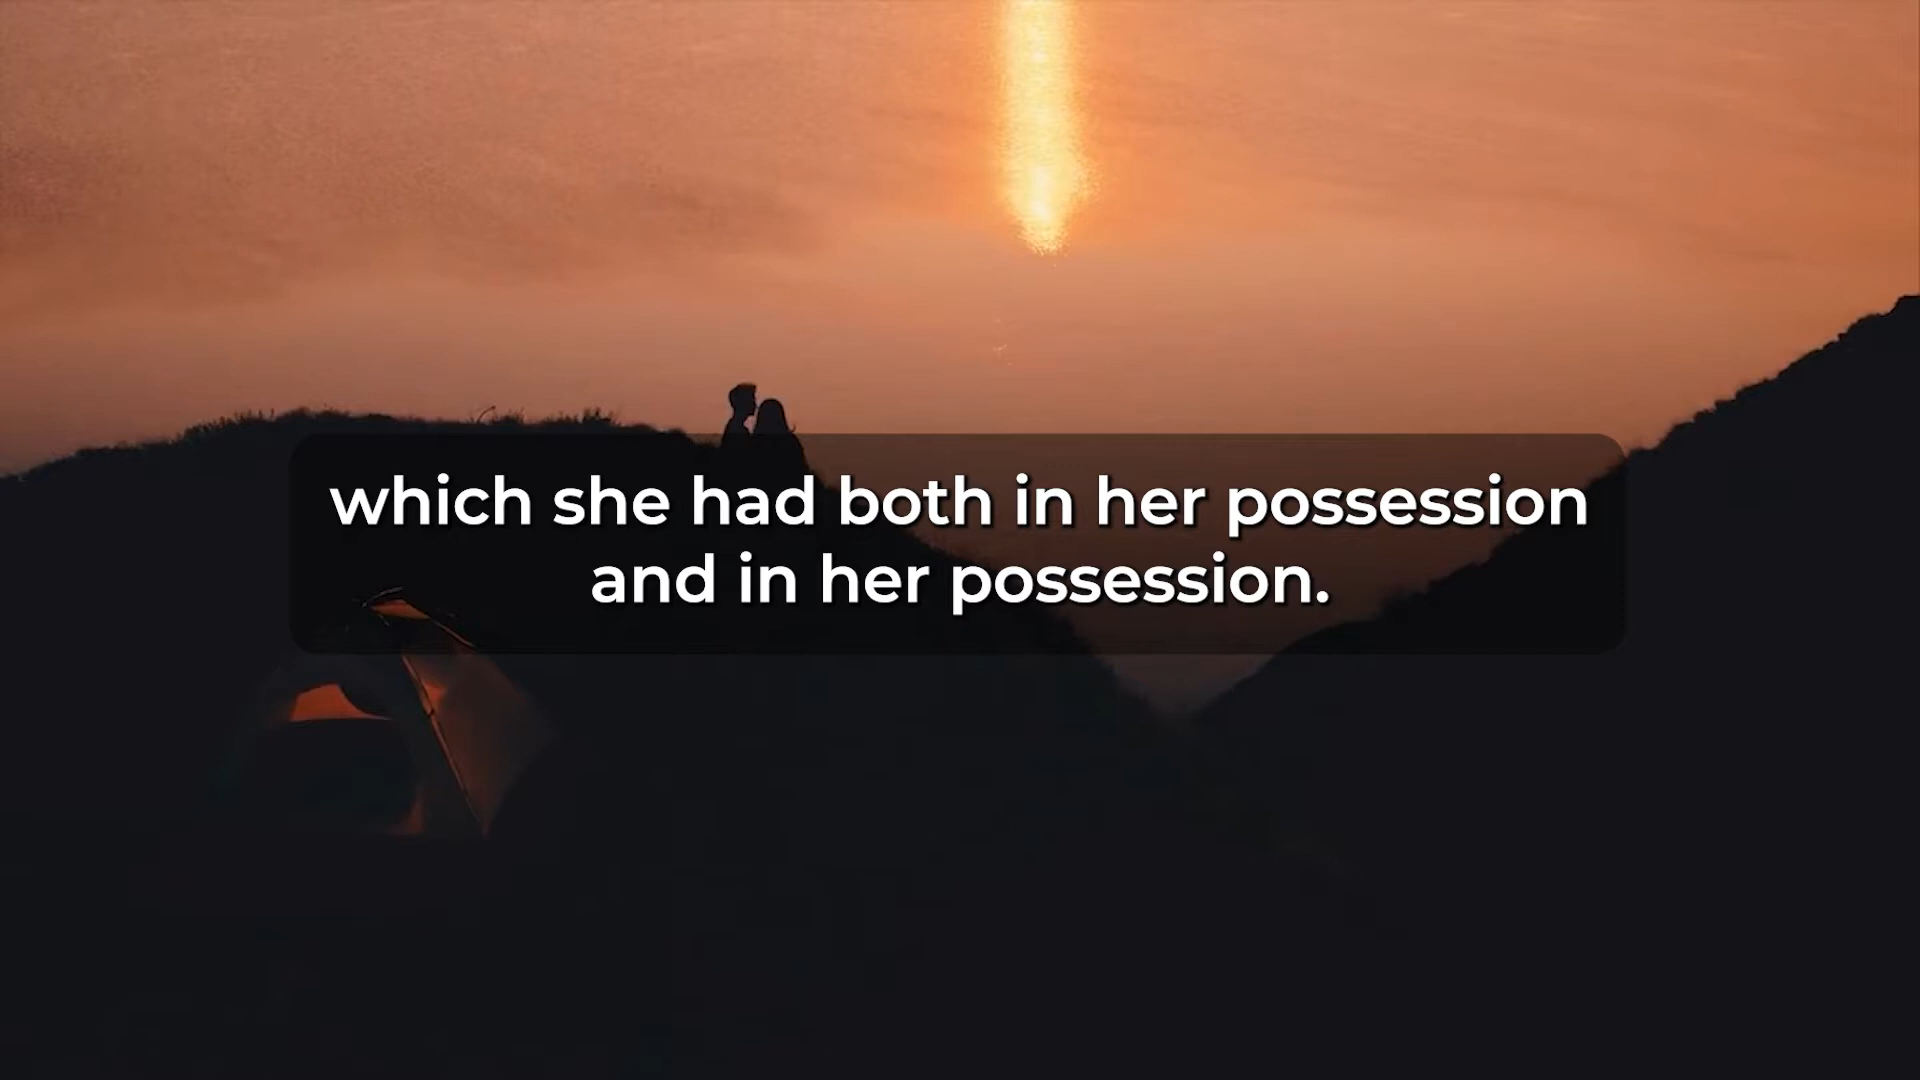 which she had both in her possession
and in her possession.